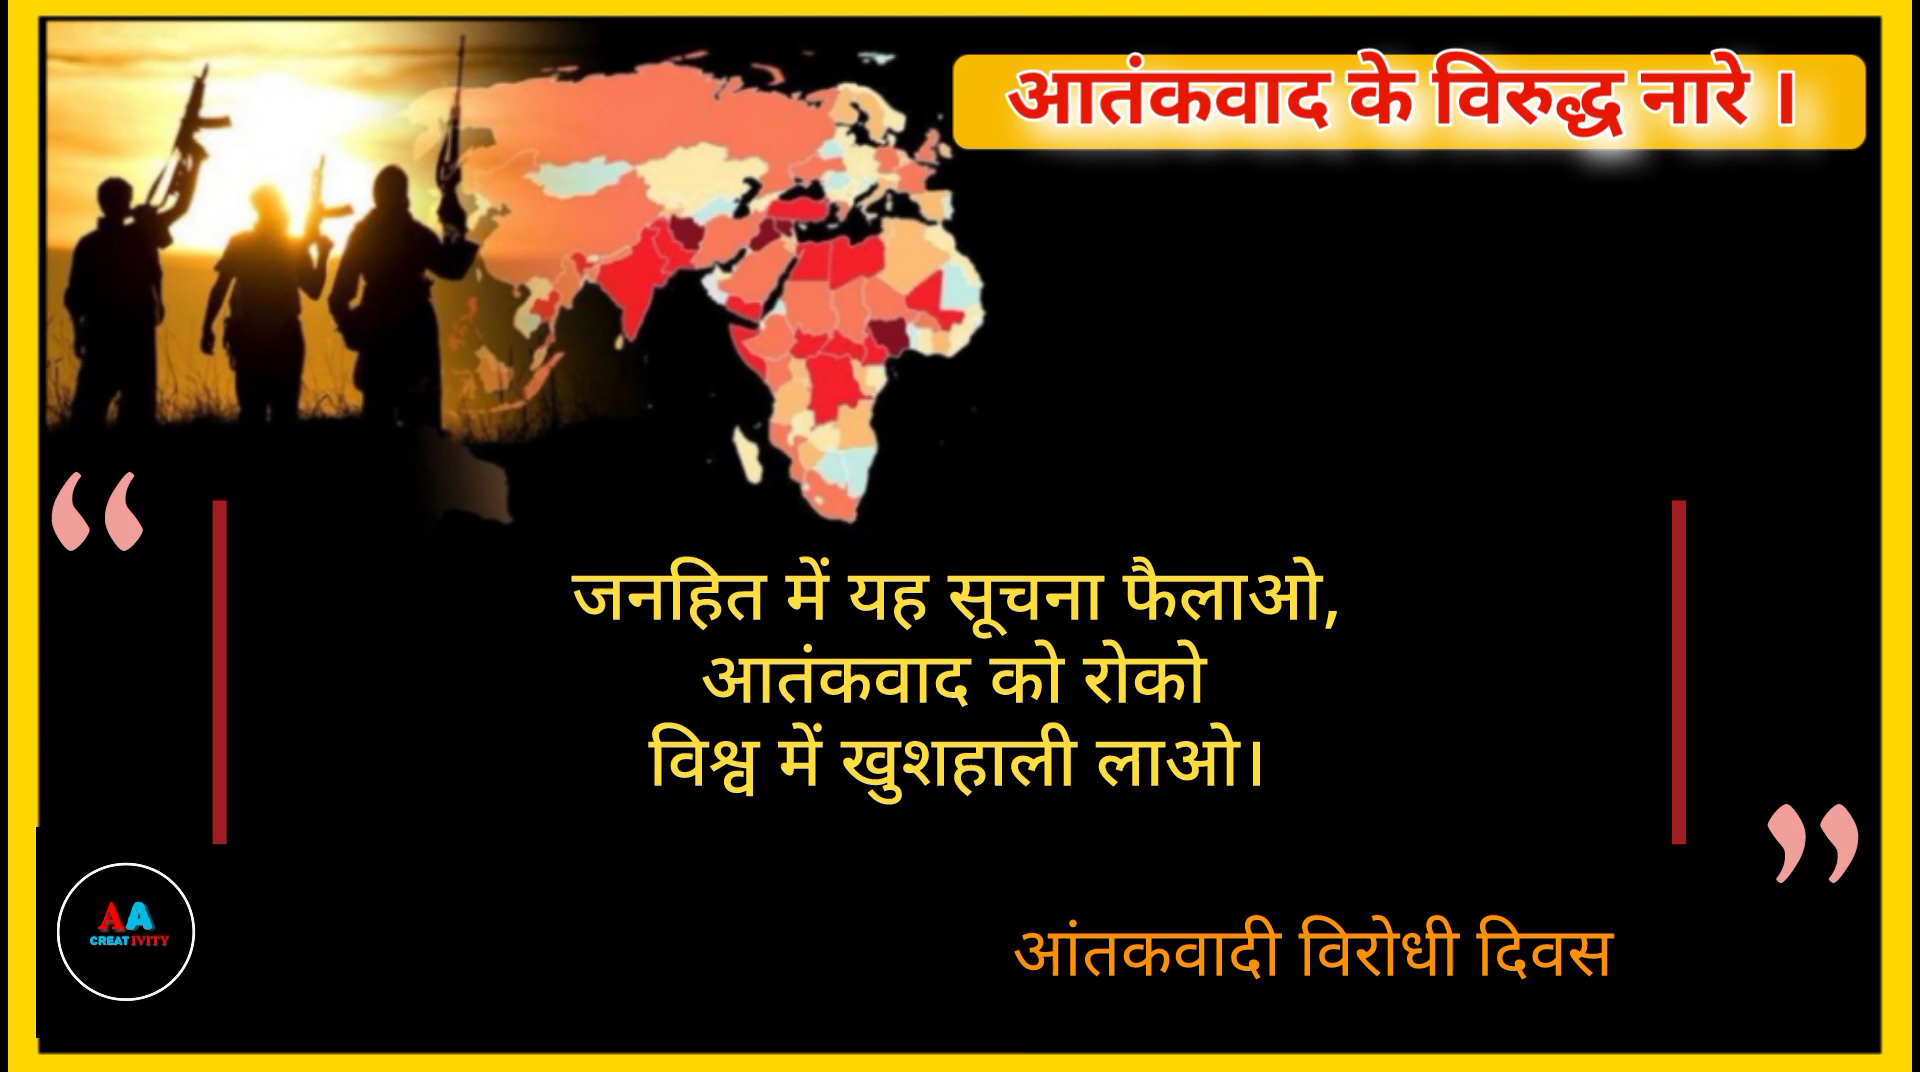 आतंकवाद के विरुद्ध नारे ।
“
जनहित में यह सूचना फैलाओ,
आतंकवाद को रोको
विश्व में खुशहाली लाओ।
”
AA
CREATIVITY
आंतकवादी विरोधी दिवस